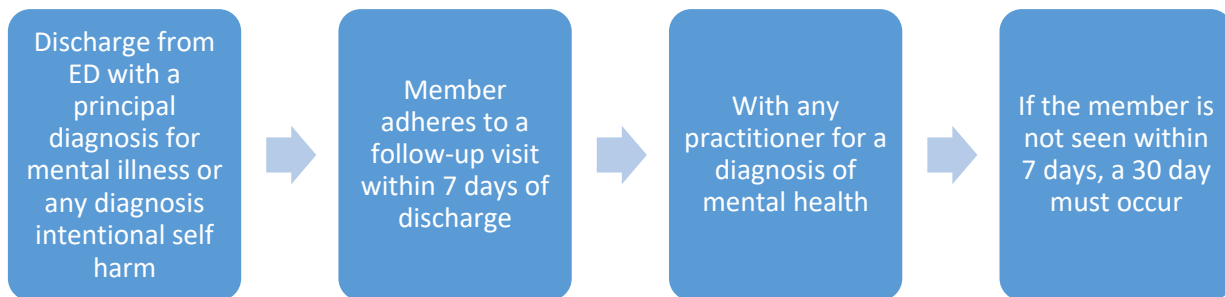 Discharge from
ED with a
principal
diagnosis for
mental illness or
any diagnosis
intentional self
harm
Member
adheres to a
follow-up visit
within 7 days of
discharge
With any
practitioner for a
diagnosis of
mental health
If the member is
not seen within
7 days, a 30 day
must occur